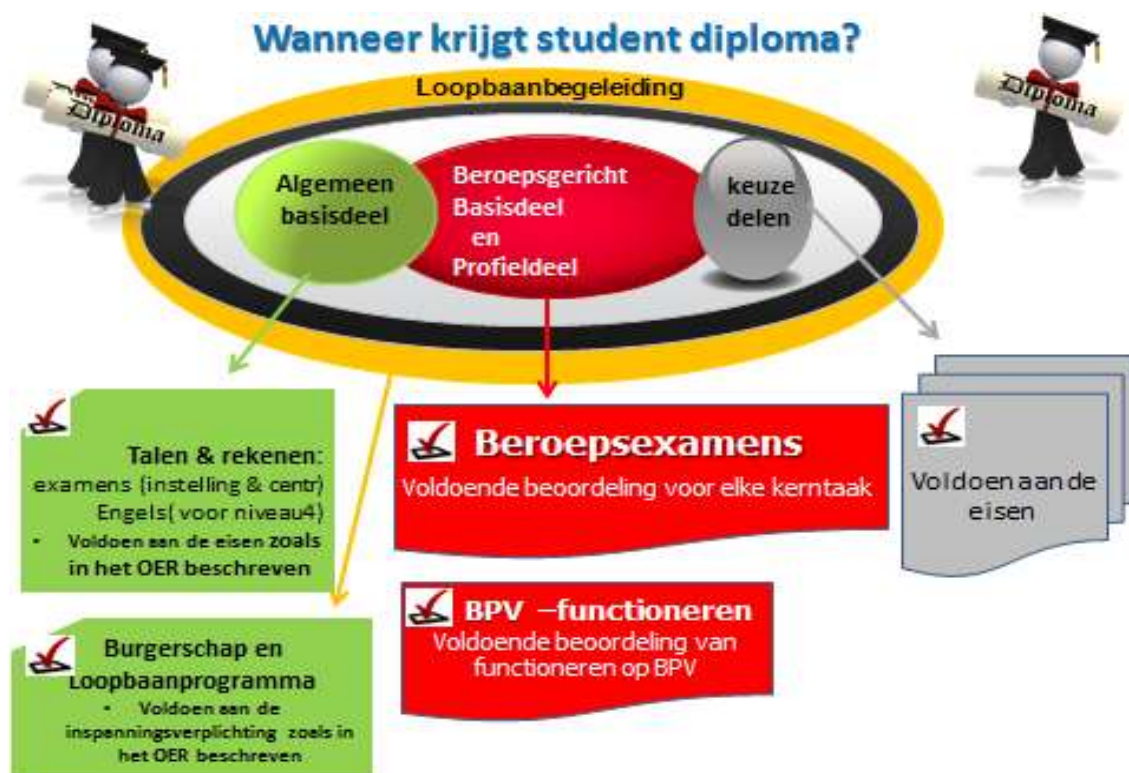 Wanneer krijgt student diploma?
Loopbaanbegeleiding
Diploma
Diploma
Algemeen
basisdeel
Beroepsgericht
Basisdeel
en
Profieldeel
keuze
delen
Talen & rekenen:
examens (instelling & centr)
Engels( voor niveau4)
• Voldoen aan de eisen zoals
in het OER beschreven
Beroepsexamens
Voldoende beoordeling voor elke kerntaak
Voldoen aan de
eisen
BPV –functioneren
Voldoende beoordeling van
functioneren op BPV
Burgerschap en
Loopbaanprogramma
• Voldoen aan de
inspanningsverplichting zoals in
het OER beschreven